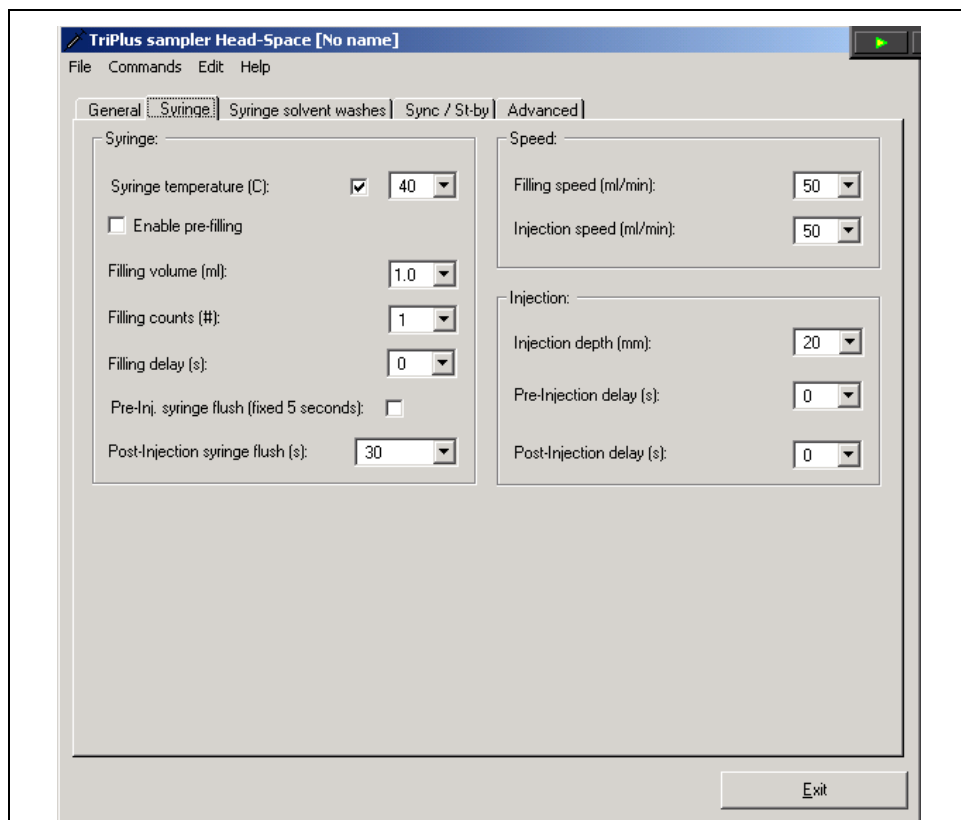 TriPlus sampler Head-Space [No name]
File Commands Edit Help
General Syringe Syringe solvent washes Sync / St-by Advanced
Syringe:
Syringe temperature (C): 40
Enable pre-filling
Filling volume (ml): 1.0
Filling counts (#): 1
Filling delay (s): 0
Pre-Inj. syringe flush (fixed 5 seconds):
Post-Injection syringe flush (s): 30
Speed:
Filling speed (ml/min): 50
Injection speed (ml/min): 50
Injection:
Injection depth (mm): 20
Pre-Injection delay (s): 0
Post-Injection delay (s): 0
Exit